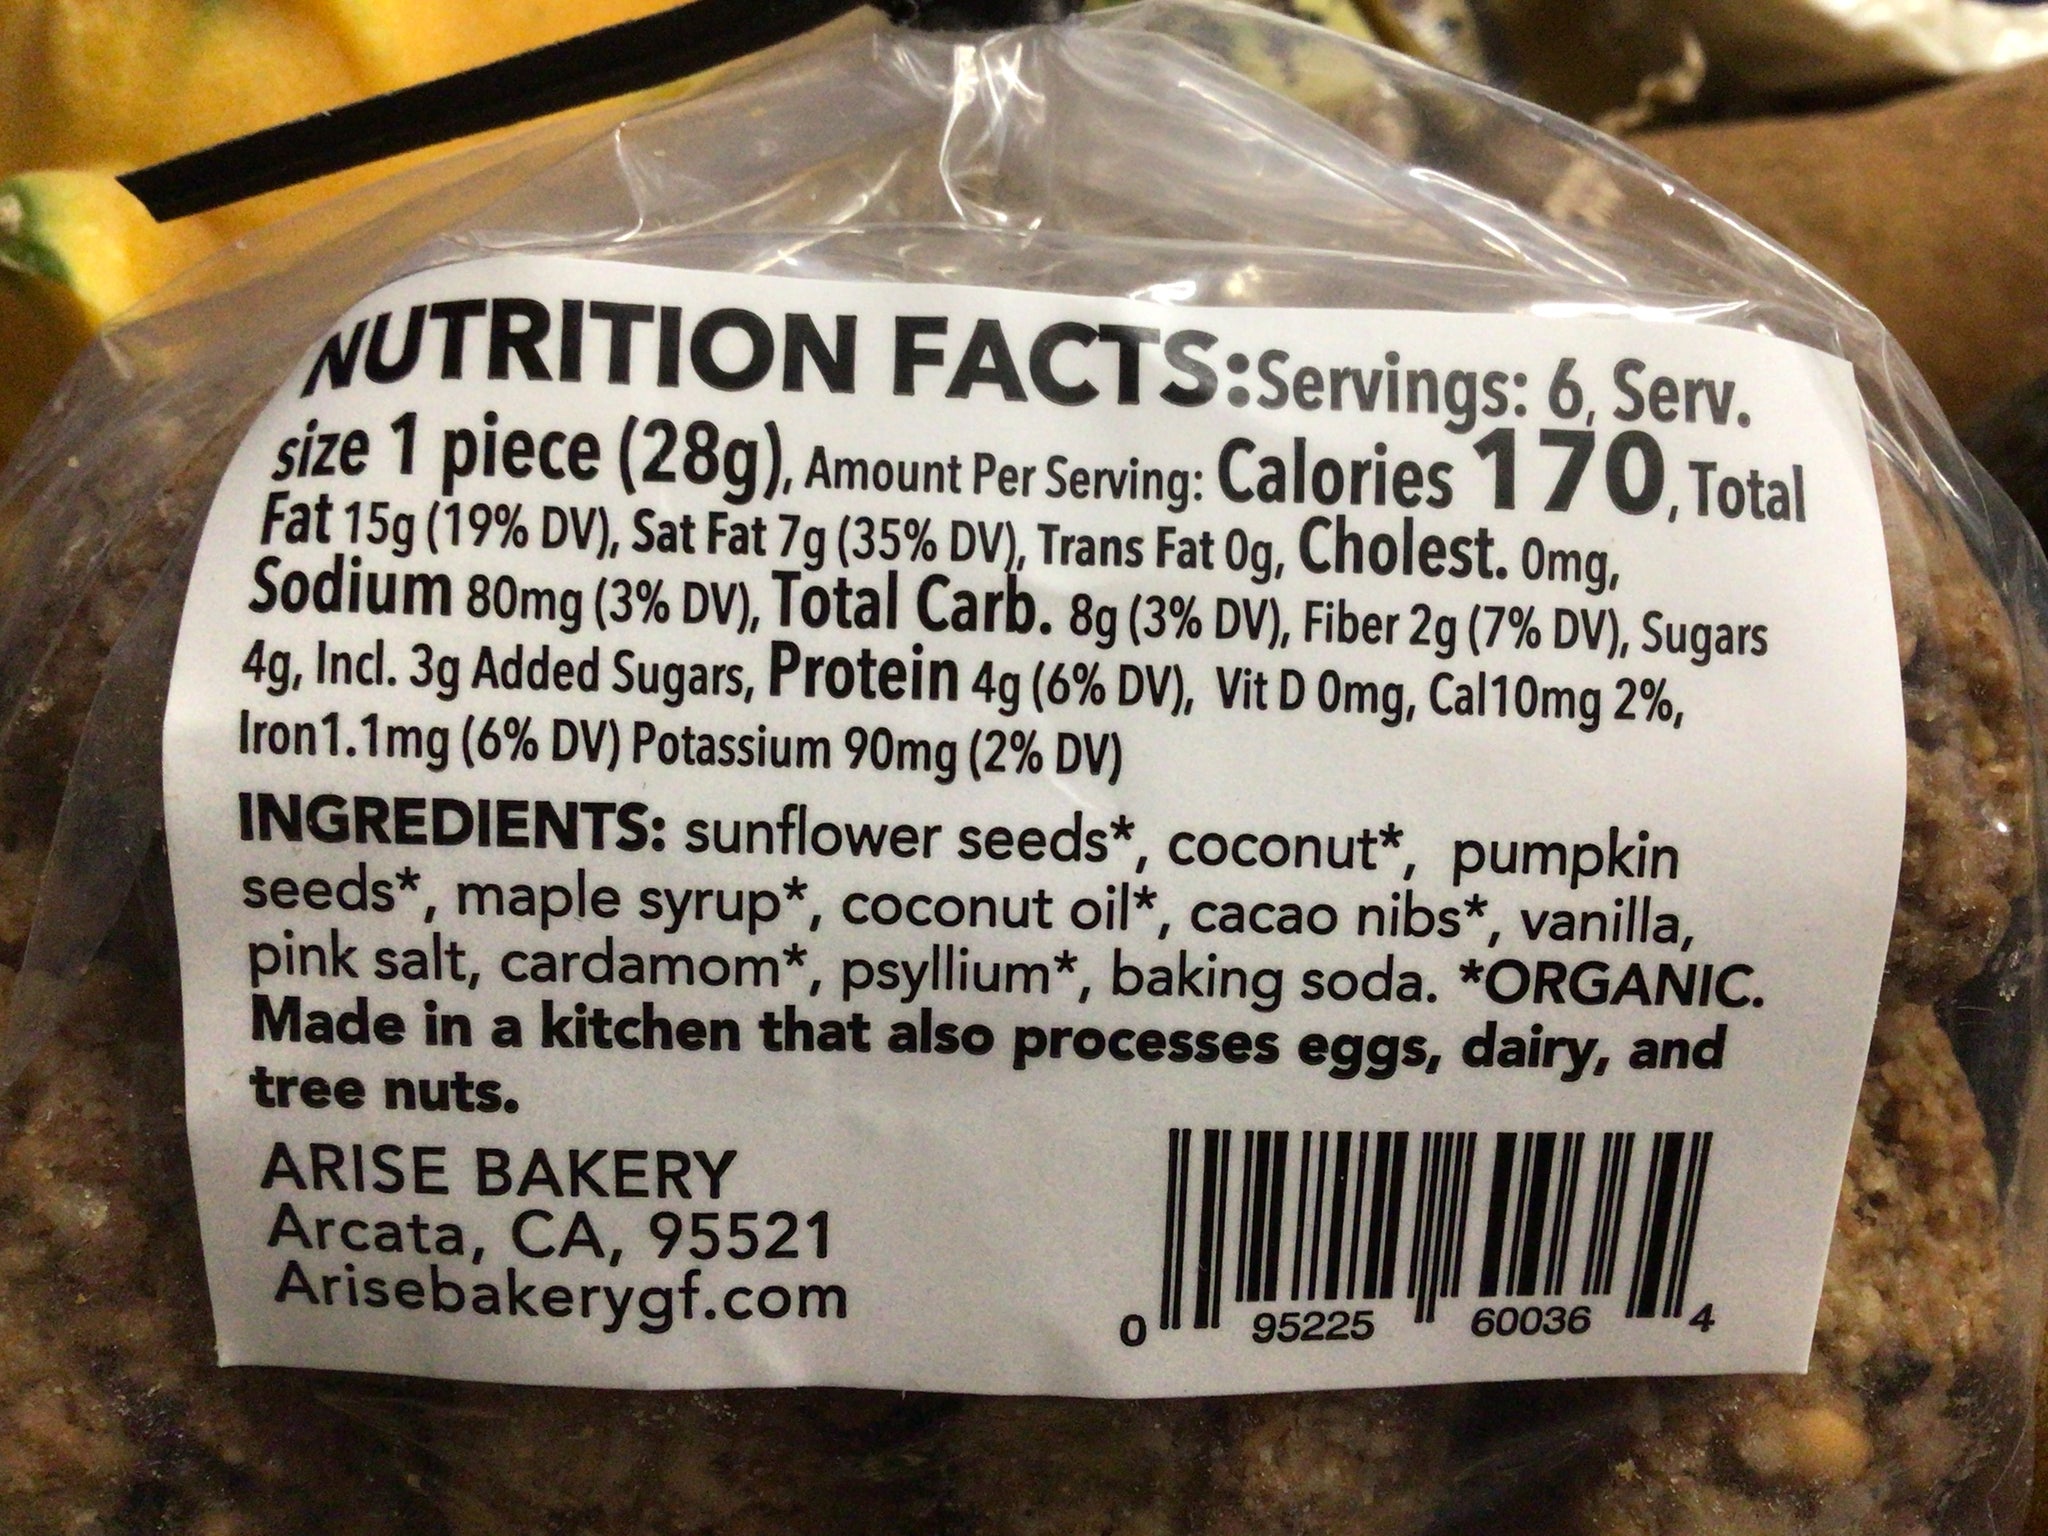 NUTRITION FACTS:Servings: 6, Serv.
size 1 piece (28g), Amount Per Serving: Calories 170, Total
Fat 15g (19% DV), Sat Fat 7g (35% DV), Trans Fat 0g, Cholest. 0mg,
Sodium 80mg (3% DV), Total Carb. 8g (3% DV), Fiber 2g (7% DV), Sugars
4g, Incl. 3g Added Sugars, Protein 4g (6% DV), Vit D 0mg, Cal10mg 2%,
Iron1.1mg (6% DV) Potassium 90mg (2% DV)
INGREDIENTS: sunflower seeds*, coconut*, pumpkin
seeds*, maple syrup*, coconut oil*, cacao nibs*, vanilla,
pink salt, cardamom*, psyllium*, baking soda. *ORGANIC.
Made in a kitchen that also processes eggs, dairy, and
tree nuts.
ARISE BAKERY
Arcata, CA, 95521
Arisebakerygf.com
0 95225 60036 4